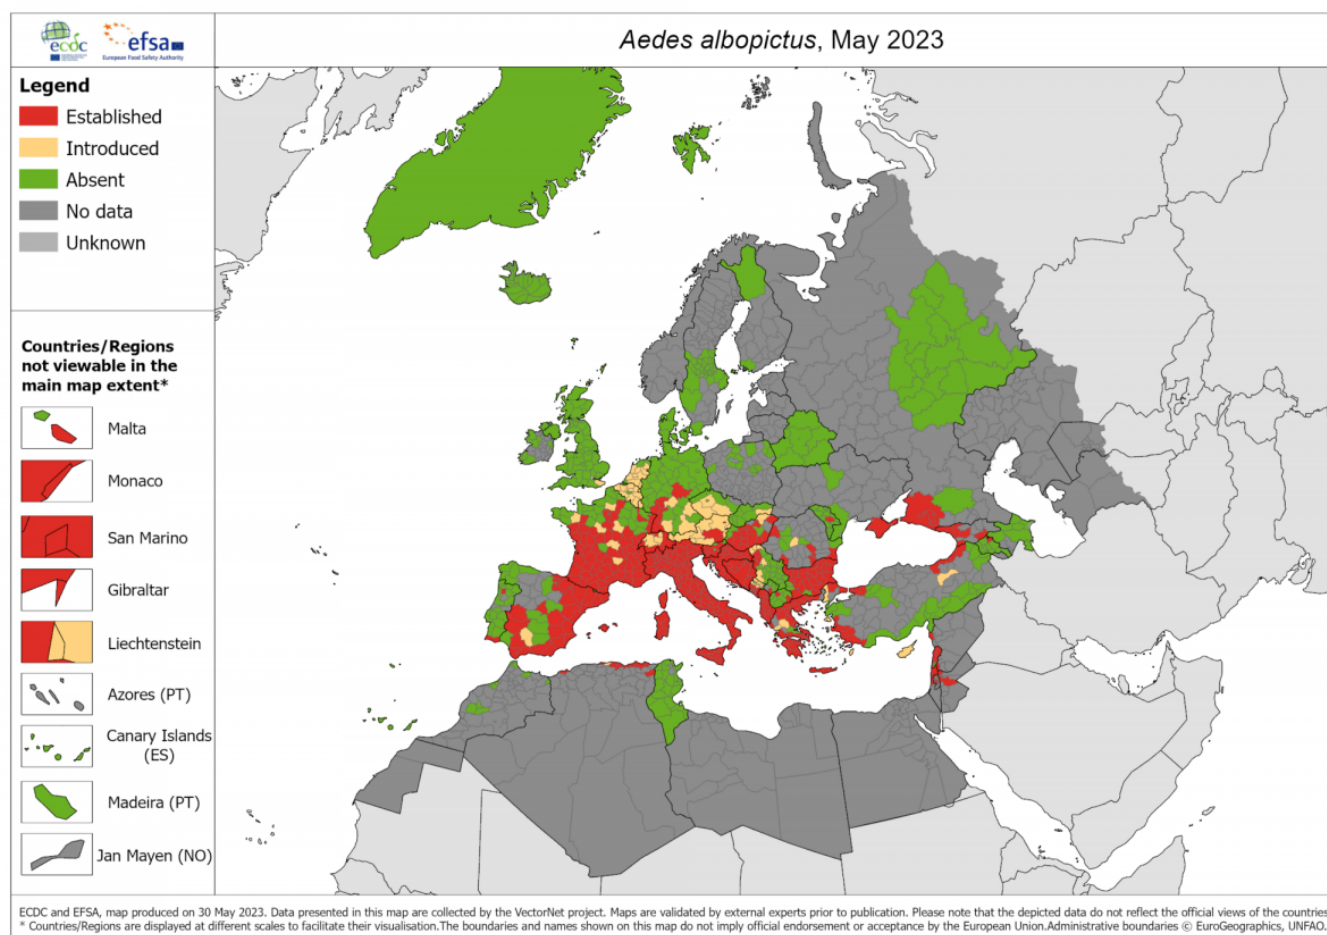 ecdc
efsa
European Food Safety Authority
Aedes albopictus, May 2023
Legend
Established
Introduced
Absent
No data
Unknown
Countries/Regions
not viewable in the
main map extent*
Malta
Monaco
San Marino
Gibraltar
Liechtenstein
Azores (PT)
Canary Islands
(ES)
Madeira (PT)
Jan Mayen (NO)
ECDC and EFSA, map produced on 30 May 2023. Data presented in this map are collected by the VectorNet project. Maps are validated by external experts prior to publication. Please note that the depicted data do not reflect the official views of the countries
* Countries/Regions are displayed at different scales to facilitate their visualisation.The boundaries and names shown on this map do not imply official endorsement or acceptance by the European Union.Administrative boundaries © EuroGeographics, UNFAO.